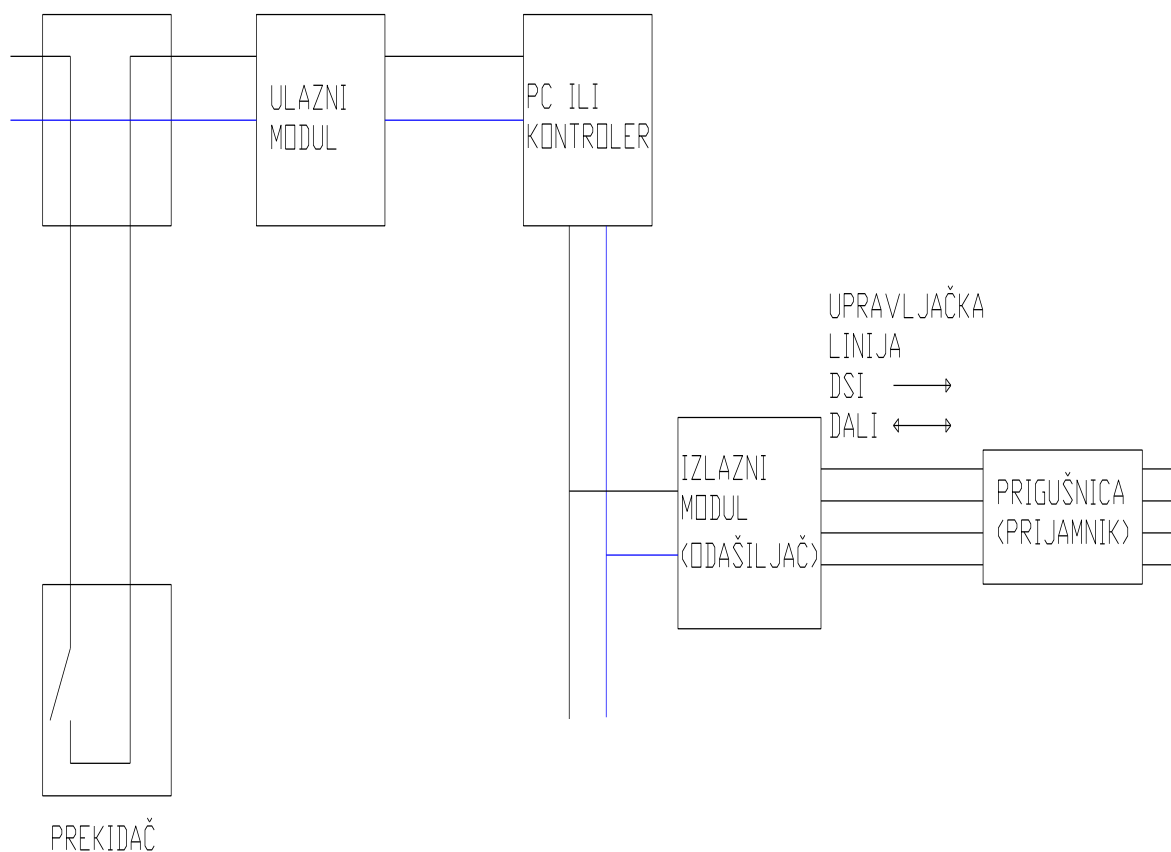 ULAZNI
MODUL
PC ILI
KONTROLER
UPRAVLJAČKA
LINIJA
DSI
DALI
IZLAZNI
MODUL
(ODAŠILJAČ)
PRIGUŠNICA
(PRIJAMNIK)
PREKIDAČ